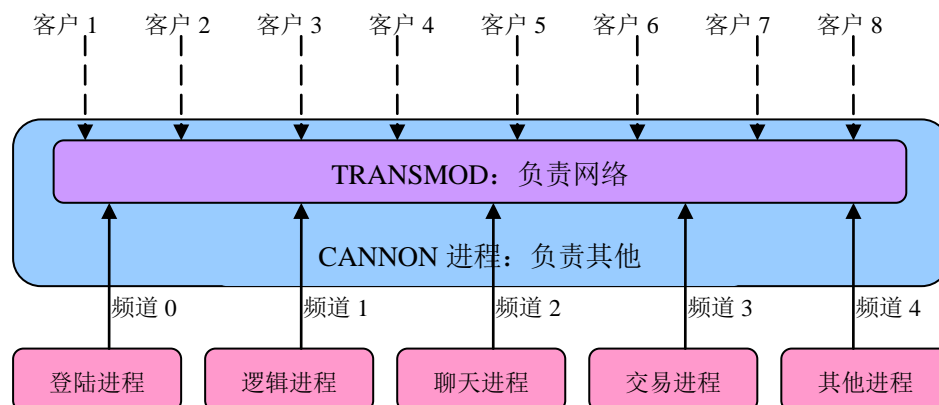 客户 1 客户 2 客户 3 客户 4 客户 5 客户 6 客户 7 客户 8
TRANSMOD：负责网络
CANNON 进程：负责其他
频道 0 频道 1 频道 2 频道 3 频道 4
登陆进程 逻辑进程 聊天进程 交易进程 其他进程